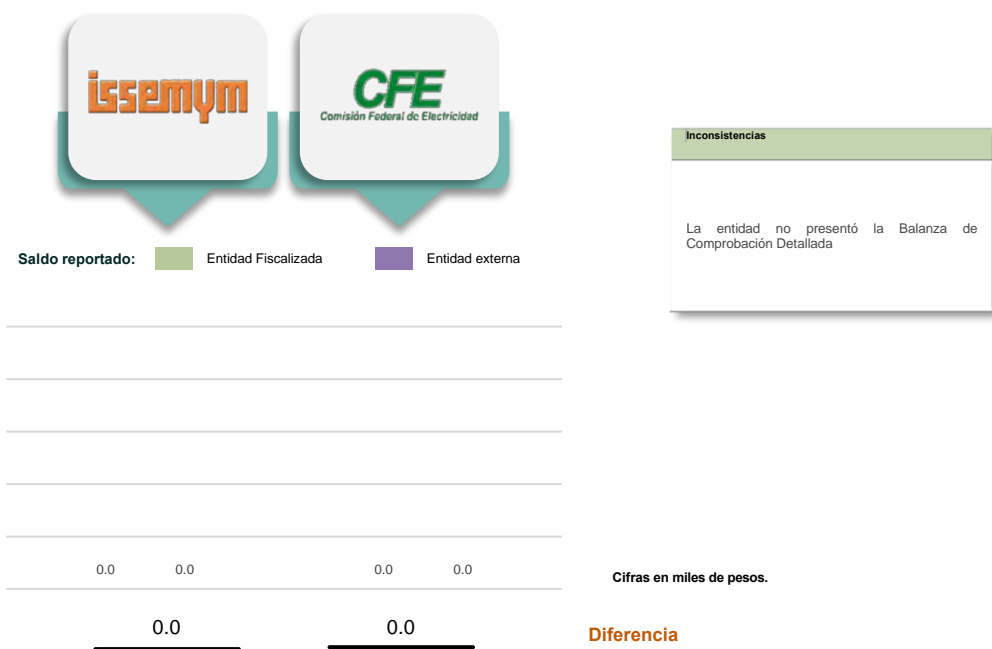 issemym
CFE
Comisión Federal de Electricidad
Inconsistencias
La entidad no presentó la Balanza de
Comprobación Detallada
Saldo reportado: Entidad Fiscalizada Entidad externa
0.0 0.0 0.0 0.0
Cifras en miles de pesos.
0.0 0.0 Diferencia